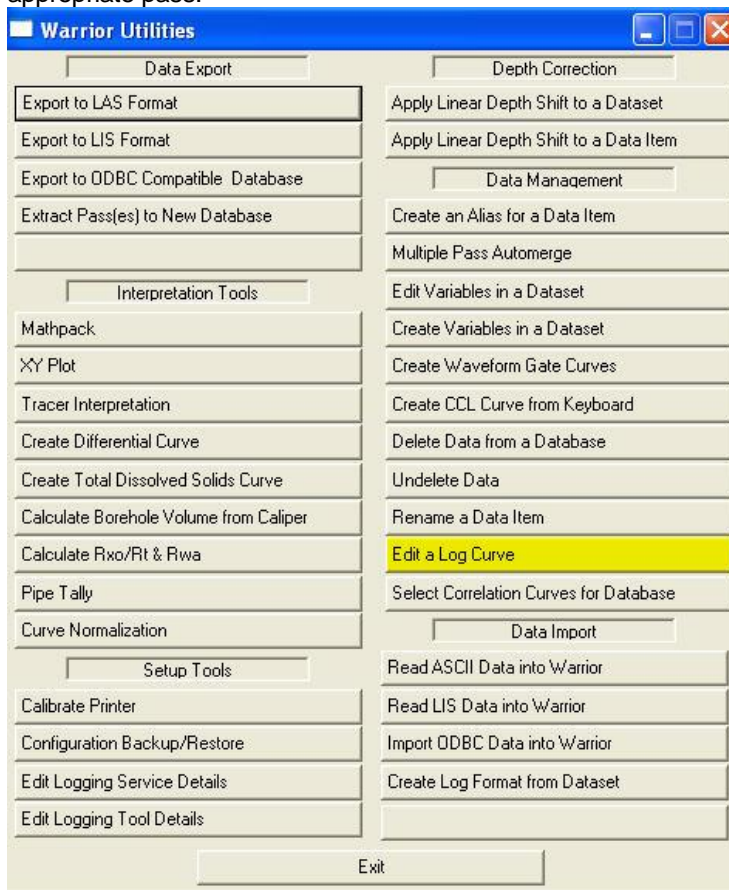 appropriate pass.
Warrior Utilities
Data Export
Export to LAS Format
Export to LIS Format
Export to ODBC Compatible Database
Extract Pass(es) to New Database
Interpretation Tools
Mathpack
XY Plot
Tracer Interpretation
Create Differential Curve
Create Total Dissolved Solids Curve
Calculate Borehole Volume from Caliper
Calculate Rxo/Rt & Rwa
Pipe Tally
Curve Normalization
Setup Tools
Calibrate Printer
Configuration Backup/Restore
Edit Logging Service Details
Edit Logging Tool Details
Depth Correction
Apply Linear Depth Shift to a Dataset
Apply Linear Depth Shift to a Data Item
Data Management
Create an Alias for a Data Item
Multiple Pass Automerge
Edit Variables in a Dataset
Create Variables in a Dataset
Create Waveform Gate Curves
Create CCL Curve from Keyboard
Delete Data from a Database
Undelete Data
Rename a Data Item
Edit a Log Curve
Select Correlation Curves for Database
Data Import
Read ASCII Data into Warrior
Read LIS Data into Warrior
Import ODBC Data into Warrior
Create Log Format from Dataset
Exit